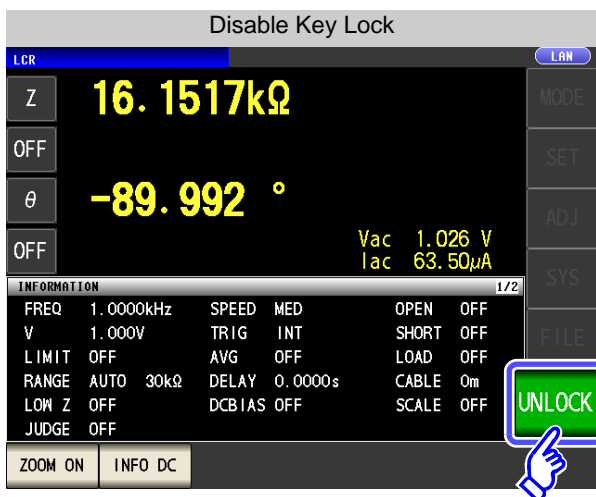 Disable Key Lock
LCR LAN
Z 16.1517kΩ MODE
OFF SET
θ -89.992 ° ADJ
OFF Vac 1.026 V
Iac 63.50μA SYS
INFORMATION 1/2
FREQ 1.0000kHz SPEED MED OPEN OFF
V 1.000V TRIG INT SHORT OFF FILE
LIMIT OFF AVG OFF LOAD OFF
RANGE AUTO 30kΩ DELAY 0.0000s CABLE 0m
LOW Z OFF DCBIAS OFF SCALE OFF UNLOCK
JUDGE OFF
ZOOM ON INFO DC